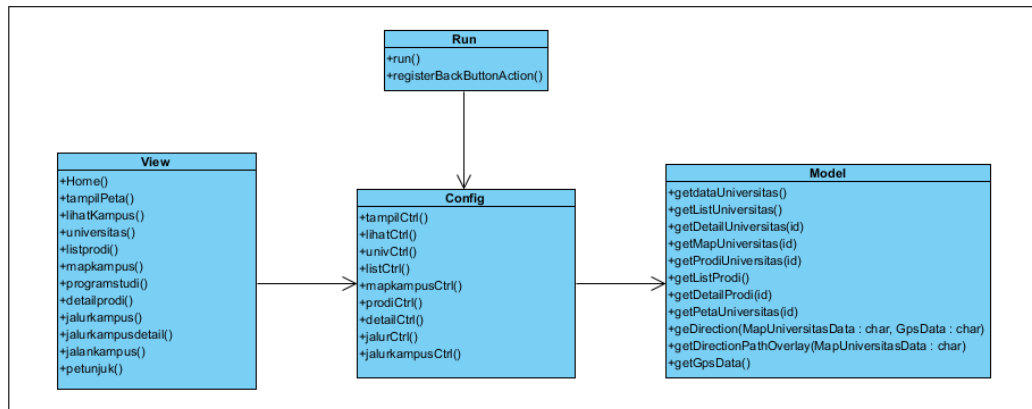 Run
+run()
+registerBackButtonAction()
View
+Home()
+tampilPeta()
+lihatKampus()
+universitas()
+listprodi()
+mapkampus()
+programstudi()
+detailprodi()
+jalurkampus()
+jalurkampusdetail()
+jalankampus()
+petunjuk()
Config
+tampilCtrl()
+lihatCtrl()
+univCtrl()
+listCtrl()
+mapkampusCtrl()
+prodiCtrl()
+detailCtrl()
+jalurCtrl()
+jalurkampusCtrl()
Model
+getdataUniversitas()
+getListUniversitas()
+getDetailUniversitas(id)
+getMapUniversitas(id)
+getProdiUniversitas(id)
+getListProdi()
+getDetailProdi(id)
+getPetaUniversitas(id)
+geDirection(MapUniversitasData : char, GpsData : char)
+getDirectionPathOverlay(MapUniversitasData : char)
+getGpsData()